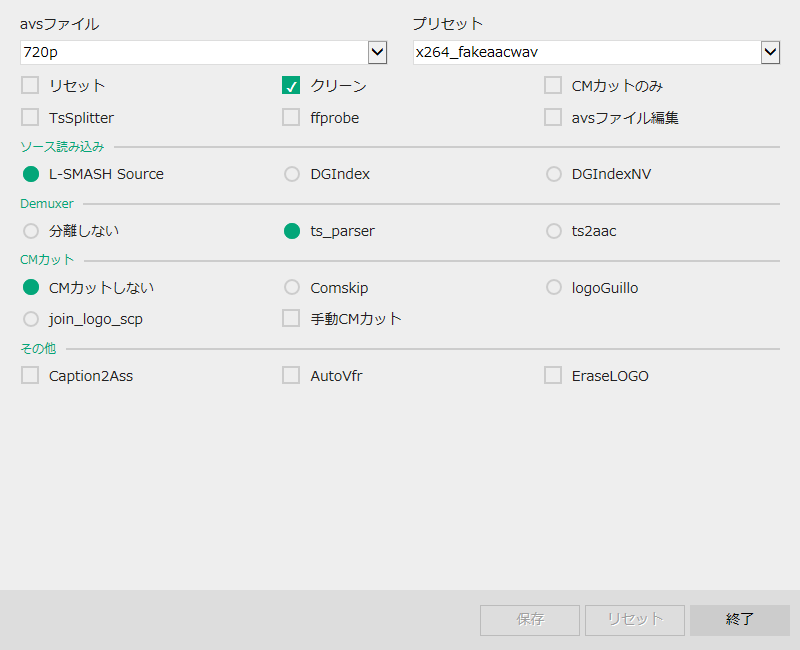 avsファイル プリセット
720p x264_fakeaacwav
リセット クリーン CMカットのみ
TsSplitter ffprobe avsファイル編集
ソース読み込み
L-SMASH Source DGIndex DGIndexNV
Demuxer
分離しない ts_parser ts2aac
CMカット
CMカットしない Comskip logoGuillo
join_logo_scp 手動CMカット
その他
Caption2Ass AutoVfr EraseLOGO
保存 リセット 終了